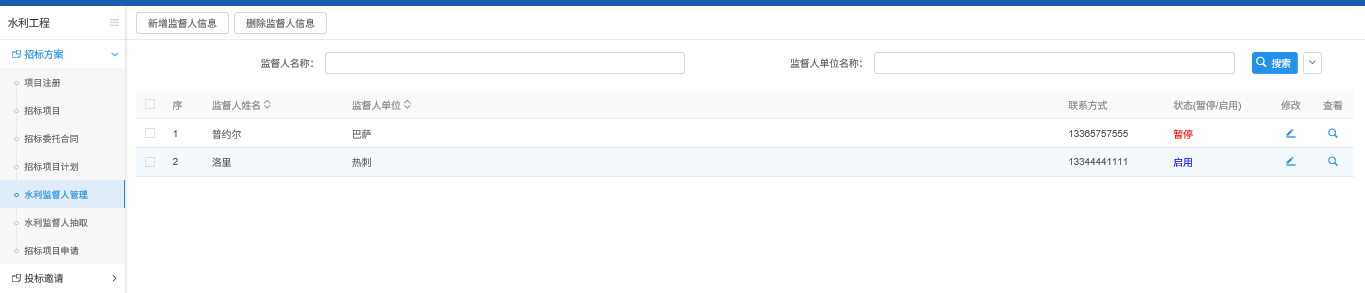 水利工程
新增监督人信息 删除监督人信息
招标方案
项目注册
招标项目
招标委托合同
招标项目计划
水利监督人管理
水利监督人抽取
招标项目申请
投标邀请
监督人名称： 监督人单位名称： 搜索
序 监督人姓名 监督人单位 联系方式 状态(暂停/启用) 修改 查看
1 普约尔 巴萨 13365757555 暂停
2 洛里 热刺 13344441111 启用